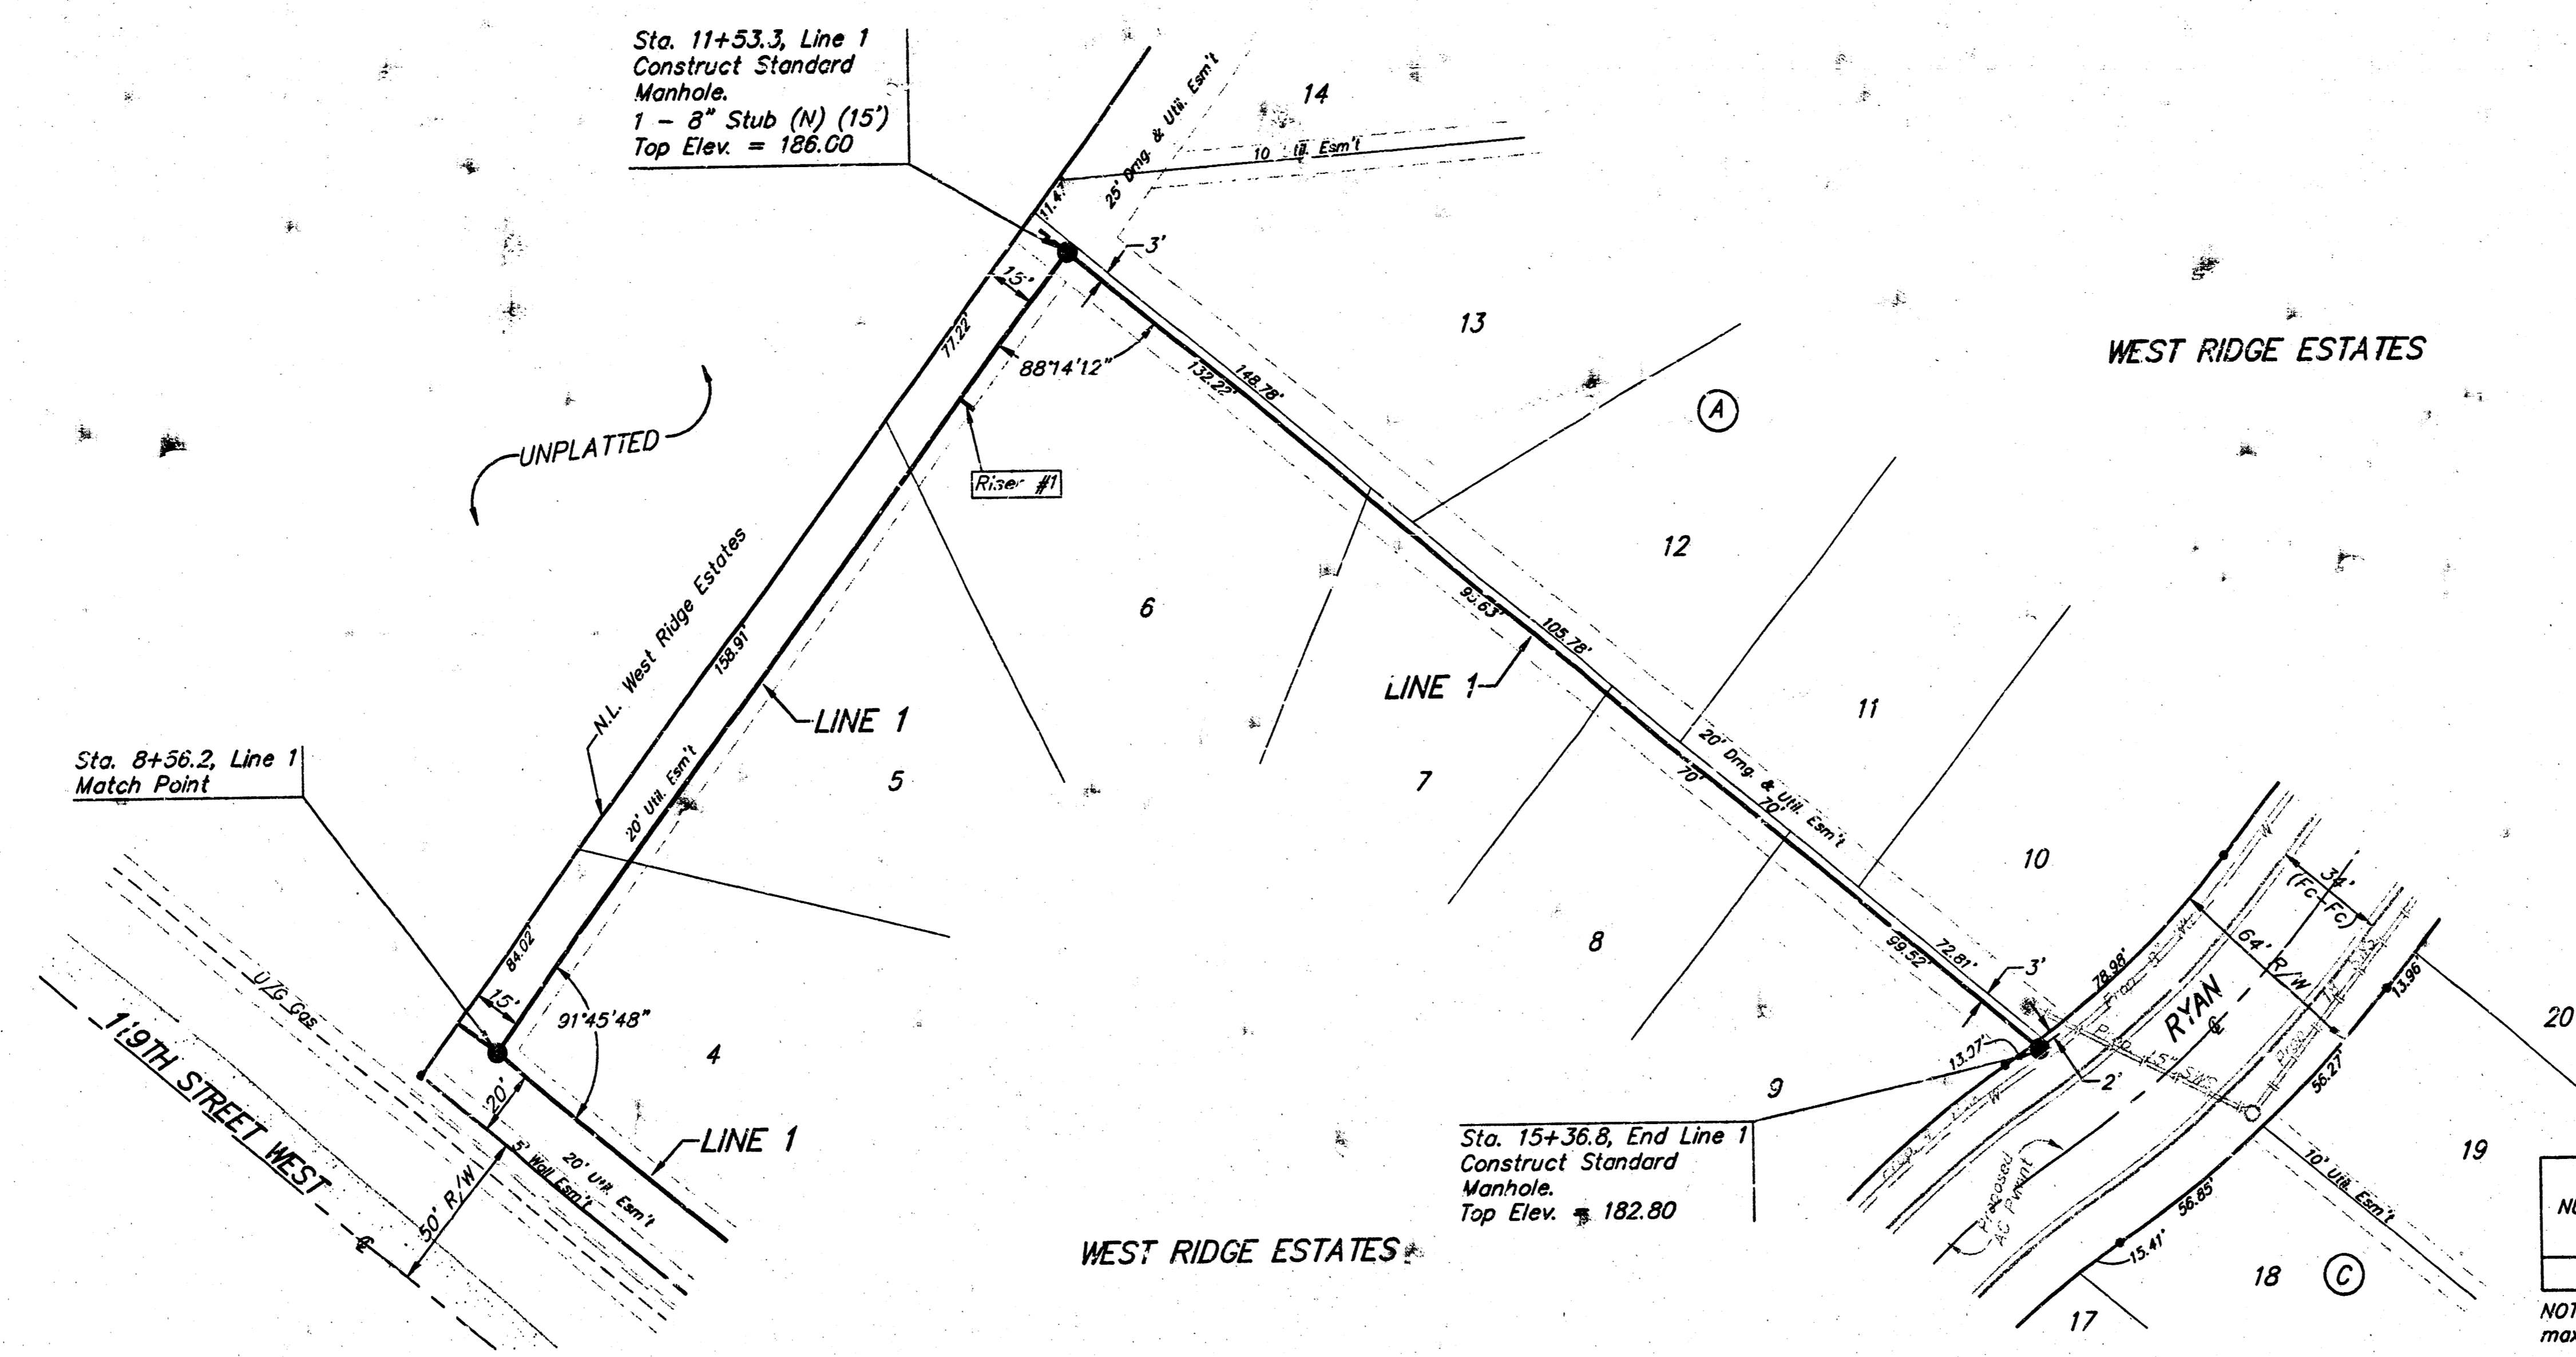 Sta. 11+53.3, Line 1
Construct Standard
Manhole.
1 - 8" Stub (N) (15')
Top Elev. = 186.00
25' Drng. & Util. Esm't
14
11.47
3'
15'
77.22'
88°14'12"
132.22'
148.78'
13
WEST RIDGE ESTATES
A
UNPLATTED
Riser #1
12
6
N.L. West Ridge Estates
158.91'
105.78'
LINE 1
LINE 1
11
20' Util. Esm't
5
7
70'
20' Drng. & Util. Esm't
70'
Sta. 8+56.2, Line 1
Match Point
10
34'
(FC-FC)
84.02'
8
99.52'
72.81'
3'
78.98'
64' R/W
13.96'
U/G Gas
15'
91°45'48"
4
RYAN
℄
20
119TH STREET WEST
20'
13.07'
2'
15" SWS
56.27'
9
LINE 1
5' Wall Esm't
20' Util. Esm't
50' R/W
℄
Sta. 15+36.8, End Line 1
Construct Standard
Manhole.
Top Elev. = 182.80
Proposed
AC Pvmnt
10' Util. Esm't
19
56.85'
15.41'
WEST RIDGE ESTATES
18
C
17